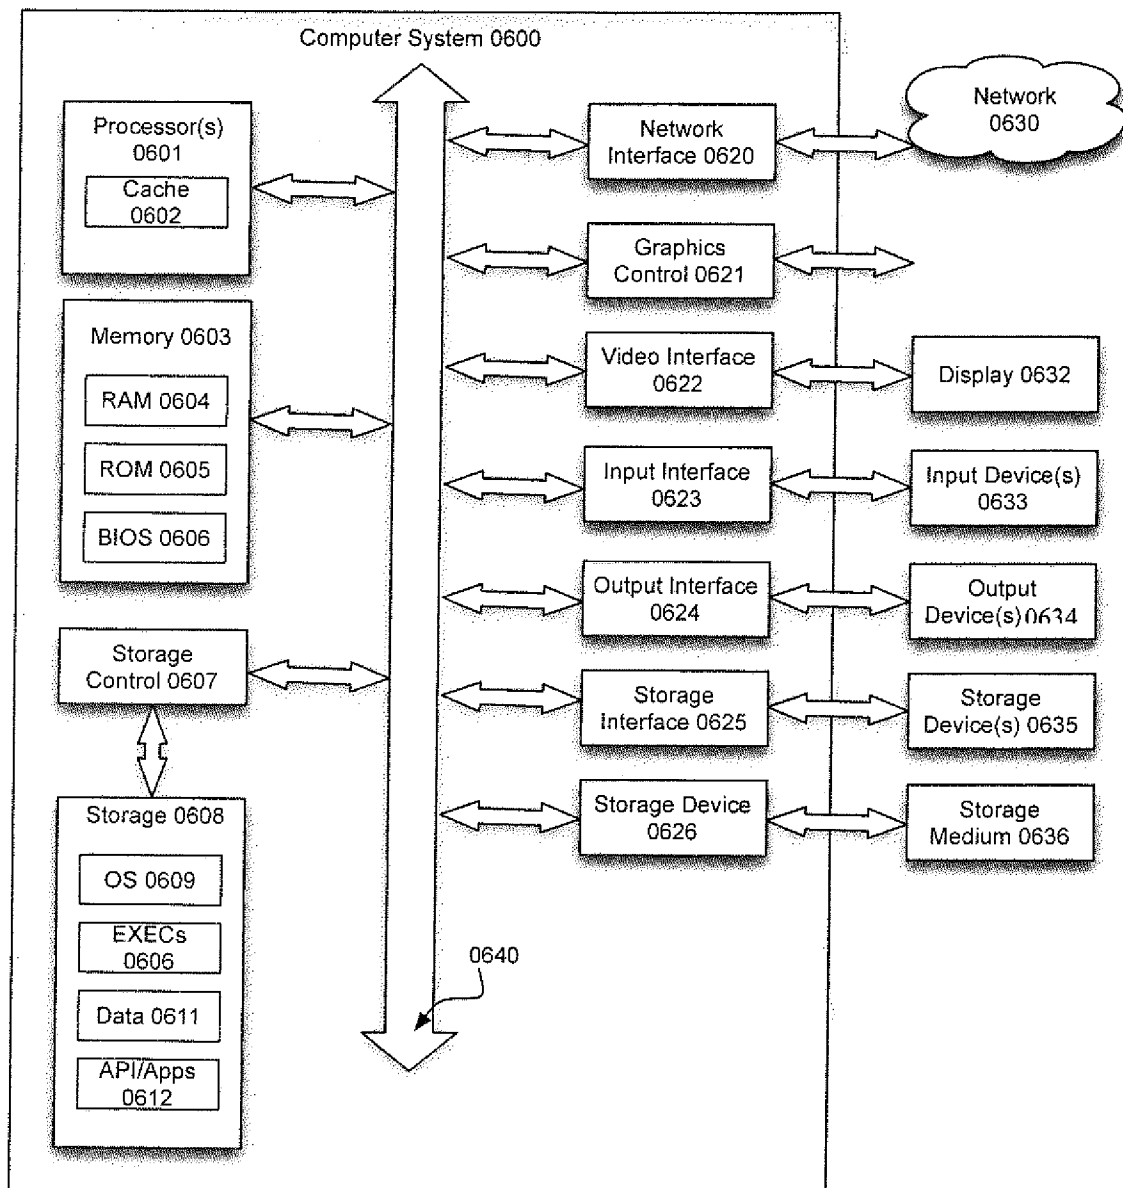 Computer System 0600
Processor(s)
0601
Cache
0602
Memory 0603
RAM 0604
ROM 0605
BIOS 0606
Storage
Control 0607
Storage 0608
OS 0609
EXECs
0606
Data 0611
API/Apps
0612
Network
Interface 0620
Graphics
Control 0621
Video Interface
0622
Input Interface
0623
Output Interface
0624
Storage
Interface 0625
Storage Device
0626
0640
Network
0630
Display 0632
Input Device(s)
0633
Output
Device(s) 0634
Storage
Device(s) 0635
Storage
Medium 0636